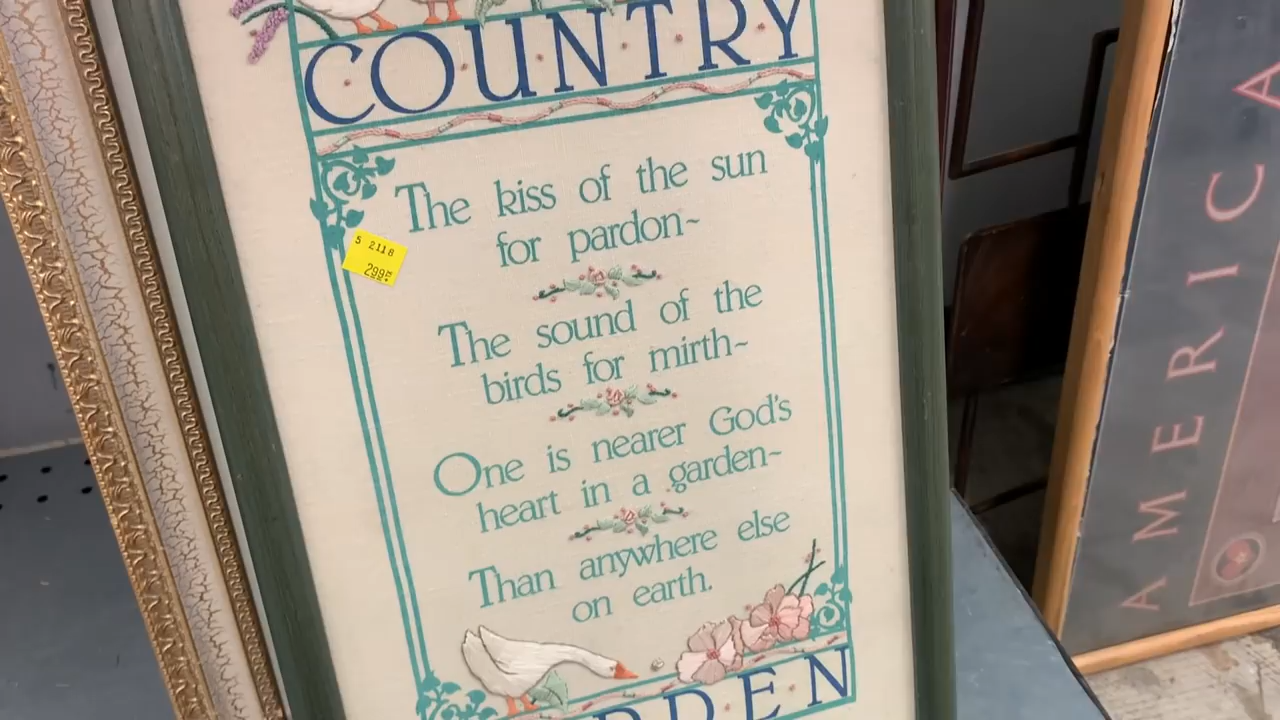 COUNTRY
The kiss of the sun
for pardon~
The sound of the
birds for mirth~
One is nearer God's
heart in a garden~
Than anywhere else
on earth.
DEN
S 2118
299
AMERICA